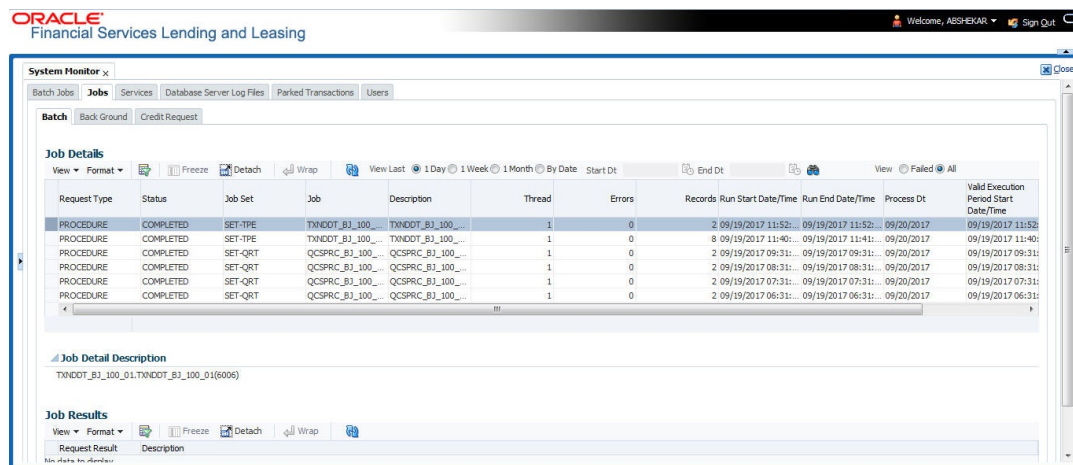 ORACLE
Financial Services Lending and Leasing
Welcome, ABSHEKAR Sign Out
System Monitor x
Close
Batch Jobs Jobs Services Database Server Log Files Parked Transactions Users
Batch Back Ground Credit Request
Job Details
View Format Freeze Detach Wrap View Last 1 Day 1 Week 1 Month By Date Start Dt End Dt View Failed All
Request Type Status Job Set Job Description Thread Errors Records Run Start Date/Time Run End Date/Time Process Dt Valid Execution Period Start Date/Time
PROCEDURE COMPLETED SET-TPE TXNDDT_BJ_100_... TXNDDT_BJ_100_... 1 0 2 09/19/2017 11:52:... 09/19/2017 11:52:... 09/20/2017 09/19/2017 11:52:
PROCEDURE COMPLETED SET-TPE TXNDDT_BJ_100_... TXNDDT_BJ_100_... 1 0 8 09/19/2017 11:40:... 09/19/2017 11:41:... 09/20/2017 09/19/2017 11:40:
PROCEDURE COMPLETED SET-QRT QCSPRC_BJ_100_... QCSPRC_BJ_100_... 1 0 2 09/19/2017 09:31:... 09/19/2017 09:31:... 09/20/2017 09/19/2017 09:31:
PROCEDURE COMPLETED SET-QRT QCSPRC_BJ_100_... QCSPRC_BJ_100_... 1 0 2 09/19/2017 08:31:... 09/19/2017 08:31:... 09/20/2017 09/19/2017 08:31:
PROCEDURE COMPLETED SET-QRT QCSPRC_BJ_100_... QCSPRC_BJ_100_... 1 0 2 09/19/2017 07:31:... 09/19/2017 07:31:... 09/20/2017 09/19/2017 07:31:
PROCEDURE COMPLETED SET-QRT QCSPRC_BJ_100_... QCSPRC_BJ_100_... 1 0 2 09/19/2017 06:31:... 09/19/2017 06:31:... 09/20/2017 09/19/2017 06:31:
Job Detail Description
TXNDDT_BJ_100_01.TXNDDT_BJ_100_01(6006)
Job Results
View Format Freeze Detach Wrap
Request Result Description
No data to display